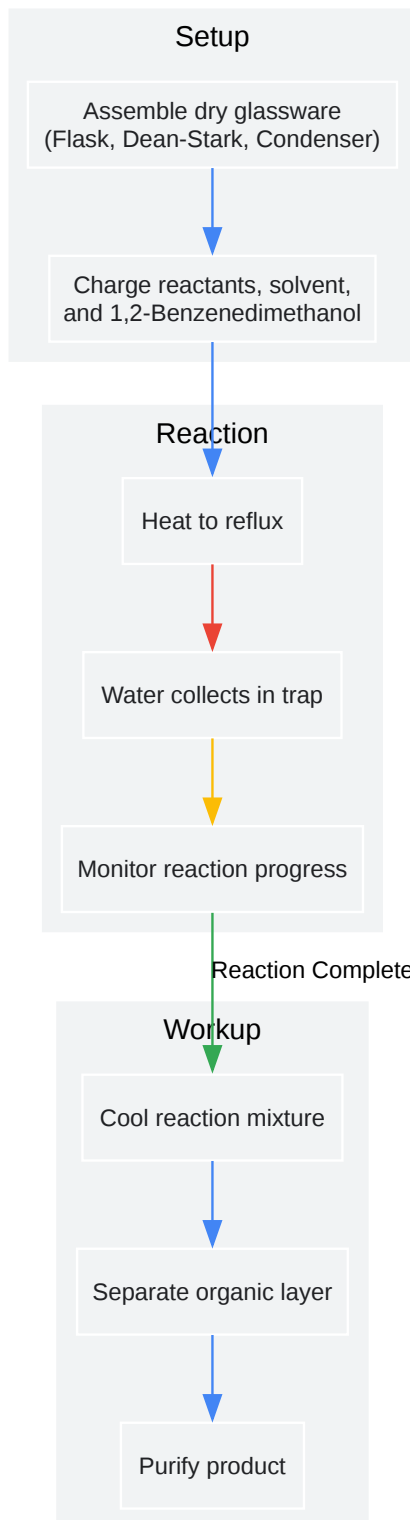 Setup
Assemble dry glassware
(Flask, Dean-Stark, Condenser)
Charge reactants, solvent,
and 1,2-Benzenedimethanol
Reaction
Heat to reflux
Water collects in trap
Monitor reaction progress
Reaction Complete
Workup
Cool reaction mixture
Separate organic layer
Purify product